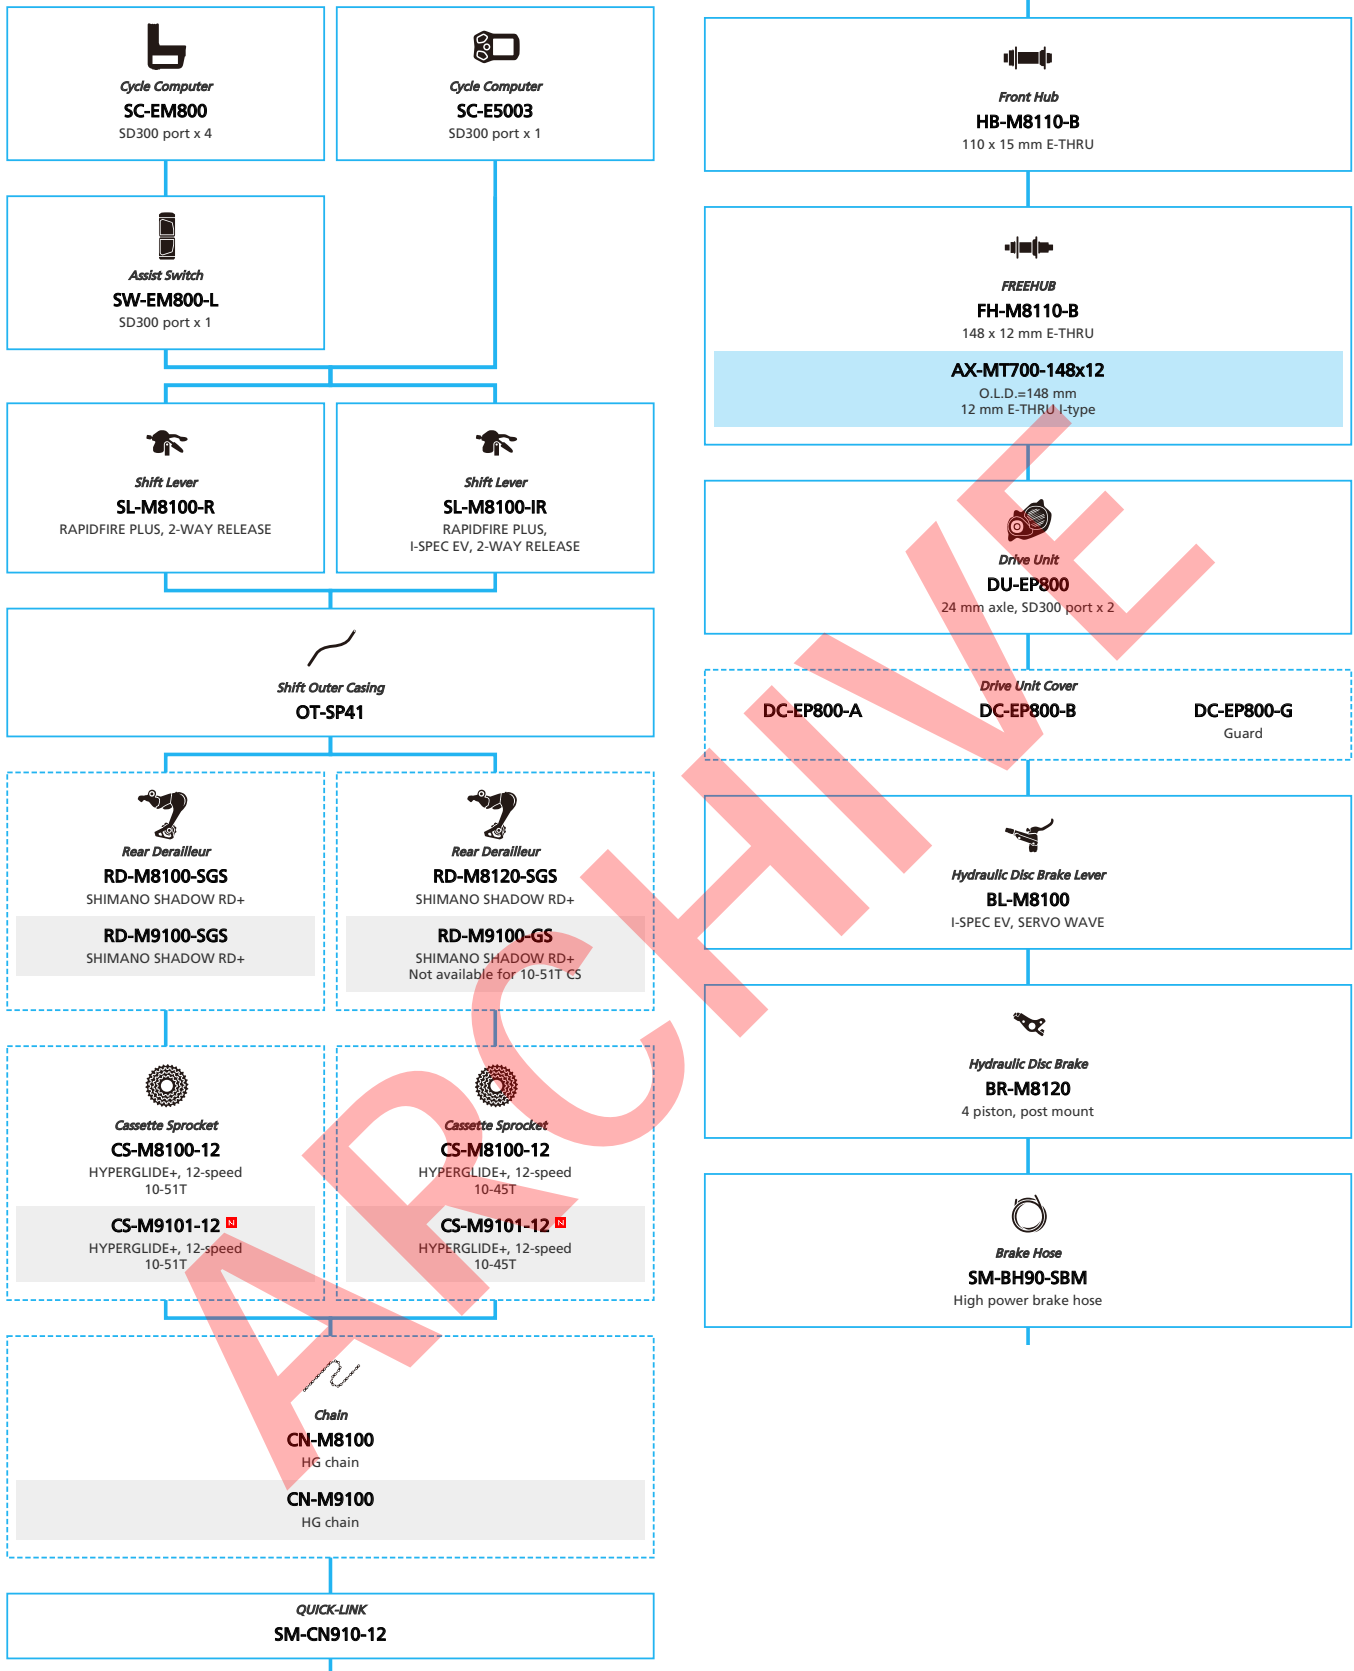 Cycle Computer
SC-EM800
SD300 port x 4
Cycle Computer
SC-E5003
SD300 port x 1
Assist Switch
SW-EM800-L
SD300 port x 1
Shift Lever
SL-M8100-R
RAPIDFIRE PLUS, 2-WAY RELEASE
Shift Lever
SL-M8100-IR
RAPIDFIRE PLUS,
I-SPEC EV, 2-WAY RELEASE
Shift Outer Casing
OT-SP41
Rear Derailleur
RD-M8100-SGS
SHIMANO SHADOW RD+
RD-M9100-SGS
SHIMANO SHADOW RD+
Rear Derailleur
RD-M8120-SGS
SHIMANO SHADOW RD+
RD-M9100-GS
SHIMANO SHADOW RD+
Not available for 10-51T CS
Cassette Sprocket
CS-M8100-12
HYPERGLIDE+, 12-speed
10-51T
CS-M9101-12 N
HYPERGLIDE+, 12-speed
10-51T
Cassette Sprocket
CS-M8100-12
HYPERGLIDE+, 12-speed
10-45T
CS-M9101-12 N
HYPERGLIDE+, 12-speed
10-45T
Chain
CN-M8100
HG chain
CN-M9100
HG chain
QUICK-LINK
SM-CN910-12
Front Hub
HB-M8110-B
110 x 15 mm E-THRU
FREEHUB
FH-M8110-B
148 x 12 mm E-THRU
AX-MT700-148x12
O.L.D.=148 mm
12 mm E-THRU I-type
Drive Unit
DU-EP800
24 mm axle, SD300 port x 2
Drive Unit Cover
DC-EP800-A
DC-EP800-B
DC-EP800-G
Guard
Hydraulic Disc Brake Lever
BL-M8100
I-SPEC EV, SERVO WAVE
Hydraulic Disc Brake
BR-M8120
4 piston, post mount
Brake Hose
SM-BH90-SBM
High power brake hose
ARCHIVE